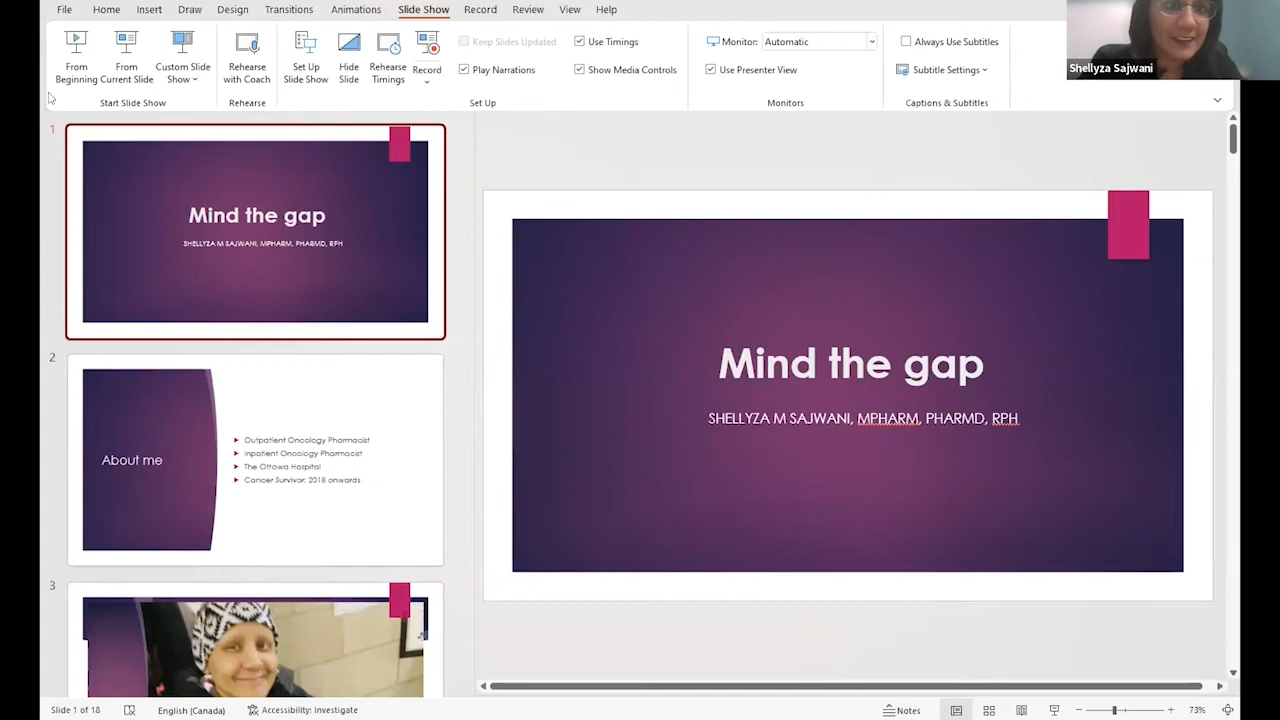 File Home Insert Draw Design Transitions Animations Slide Show Record Review View Help
From Beginning
From Current Slide
Custom Slide Show
Start Slide Show
Rehearse with Coach
Rehearse
Set Up Slide Show
Hide Slide
Rehearse Timings
Record
Keep Slides Updated
Play Narrations
Use Timings
Show Media Controls
Set Up
Monitor: Automatic
Use Presenter View
Monitors
Always Use Subtitles
Subtitle Settings
Captions & Subtitles
Shellyza Sajwani
1
Mind the gap
SHELLYZA M SAJWANI, MPHARM, PHARMD, RPH
2
About me
Outpatient Oncology Pharmacist
Inpatient Oncology Pharmacist
The Ottawa Hospital
Cancer Survivor: 2018 onwards
3
Mind the gap
SHELLYZA M SAJWANI, MPHARM, PHARMD, RPH
Slide 1 of 18 English (Canada) Accessibility: Investigate Notes 73%